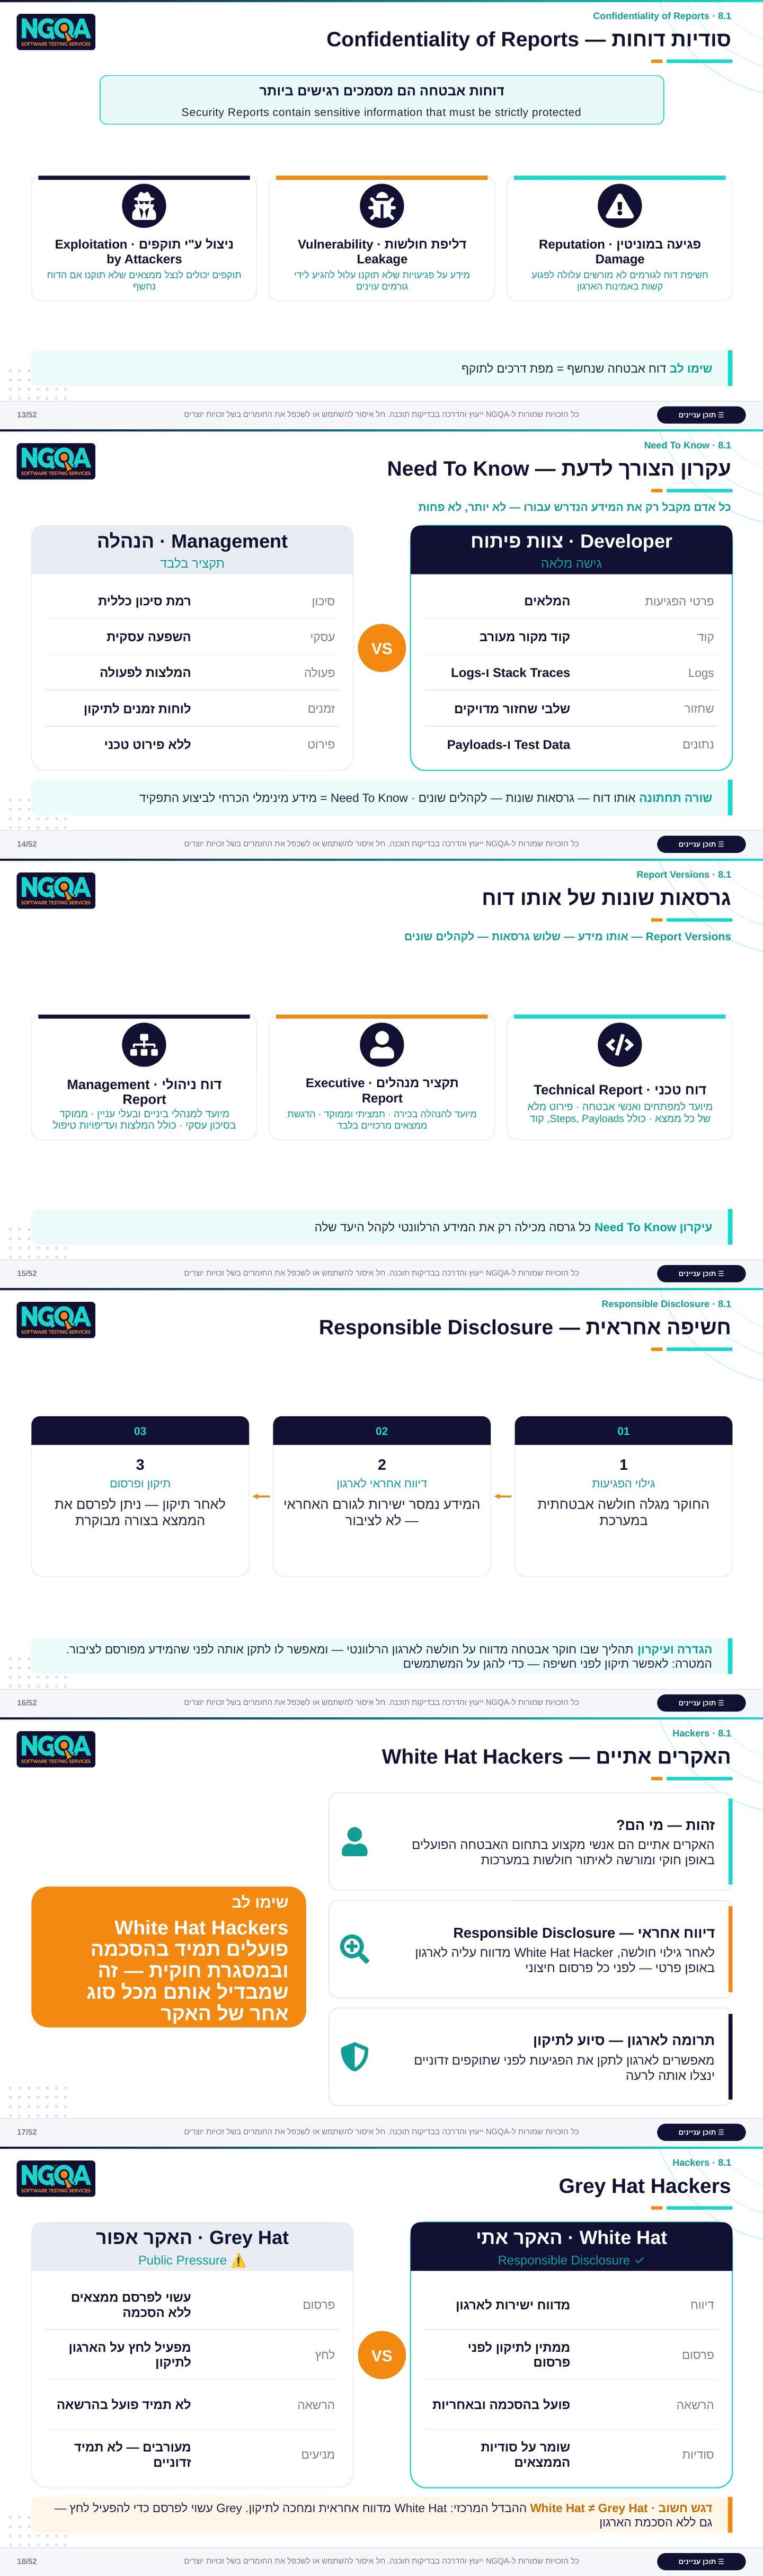 NGQA
SOFTWARE TESTING SERVICES
8.1 · Confidentiality of Reports
סודיות דוחות — Confidentiality of Reports
דוחות אבטחה הם מסמכים רגישים ביותר
Security Reports contain sensitive information that must be strictly protected
פגיעה במוניטין · Reputation
Damage
חשיפת דוח לגורמים לא מורשים עלולה לפגוע
קשות באמינות הארגון
דליפת חולשות · Vulnerability
Leakage
מידע על פגיעויות שלא תוקנו עלול להגיע לידי
גורמים עוינים
ניצול ע"י תוקפים · Exploitation
by Attackers
תוקפים יכולים לנצל ממצאים שלא תוקנו אם הדוח
נחשף
שימו לב דוח אבטחה שנחשף = מפת דרכים לתוקף
☰ תוכן עניינים
כל הזכויות שמורות ל-NGQA ייעוץ והדרכה בבדיקות תוכנה. חל איסור להשתמש או לשכפל את החומרים בשל זכויות יוצרים
13/52
NGQA
SOFTWARE TESTING SERVICES
8.1 · Need To Know
עקרון הצורך לדעת — Need To Know
כל אדם מקבל רק את המידע הנדרש עבורו — לא יותר, לא פחות
צוות פיתוח · Developer
גישה מלאה
פרטי הפגיעות המלאים
קוד קוד מקור מעורב
Logs Stack Traces ו-Logs
שחזור שלבי שחזור מדויקים
נתונים Test Data ו-Payloads
VS
הנהלה · Management
תקציר בלבד
סיכון רמת סיכון כללית
עסקי השפעה עסקית
פעולה המלצות לפעולה
זמנים לוחות זמנים לתיקון
פירוט ללא פירוט טכני
שורה תחתונה אותו דוח — גרסאות שונות — לקהלים שונים · Need To Know = מידע מינימלי הכרחי לביצוע התפקיד
☰ תוכן עניינים
כל הזכויות שמורות ל-NGQA ייעוץ והדרכה בבדיקות תוכנה. חל איסור להשתמש או לשכפל את החומרים בשל זכויות יוצרים
14/52
NGQA
SOFTWARE TESTING SERVICES
8.1 · Report Versions
גרסאות שונות של אותו דוח
Report Versions — אותו מידע — שלוש גרסאות — לקהלים שונים
דוח טכני · Technical Report
מיועד למפתחים ואנשי אבטחה · פירוט מלא
של כל ממצא · כולל Steps, Payloads, קוד
תקציר מנהלים · Executive
Report
מיועד להנהלה בכירה · תמציתי וממוקד · הדגשת
ממצאים מרכזיים בלבד
דוח ניהולי · Management
Report
מיועד למנהלי ביניים ובעלי עניין · ממוקד
בסיכון עסקי · כולל המלצות ועדיפויות טיפול
עיקרון Need To Know כל גרסה מכילה רק את המידע הרלוונטי לקהל היעד שלה
☰ תוכן עניינים
כל הזכויות שמורות ל-NGQA ייעוץ והדרכה בבדיקות תוכנה. חל איסור להשתמש או לשכפל את החומרים בשל זכויות יוצרים
15/52
NGQA
SOFTWARE TESTING SERVICES
8.1 · Responsible Disclosure
חשיפה אחראית — Responsible Disclosure
01
1
גילוי הפגיעות
החוקר מגלה חולשה אבטחתית
במערכת
02
2
דיווח אחראי לארגון
המידע נמסר ישירות לגורם האחראי
— לא לציבור
03
3
תיקון ופרסום
לאחר תיקון — ניתן לפרסם את
הממצא בצורה מבוקרת
הגדרה ועיקרון תהליך שבו חוקר אבטחה מדווח על חולשה לארגון הרלוונטי — ומאפשר לו לתקן אותה לפני שהמידע מפורסם לציבור.
המטרה: לאפשר תיקון לפני חשיפה — כדי להגן על המשתמשים
☰ תוכן עניינים
כל הזכויות שמורות ל-NGQA ייעוץ והדרכה בבדיקות תוכנה. חל איסור להשתמש או לשכפל את החומרים בשל זכויות יוצרים
16/52
NGQA
SOFTWARE TESTING SERVICES
8.1 · Hackers
האקרים אתיים — White Hat Hackers
זהות — מי הם?
האקרים אתיים הם אנשי מקצוע בתחום האבטחה הפועלים
באופן חוקי ומורשה לאיתור חולשות במערכות
דיווח אחראי — Responsible Disclosure
לאחר גילוי חולשה, White Hat Hacker מדווח עליה לארגון
באופן פרטי — לפני כל פרסום חיצוני
תרומה לארגון — סיוע לתיקון
מאפשרים לארגון לתקן את הפגיעות לפני שתוקפים זדוניים
ינצלו אותה לרעה
שימו לב
White Hat Hackers
פועלים תמיד בהסכמה
ובמסגרת חוקית — זה
שמבדיל אותם מכל סוג
אחר של האקר
☰ תוכן עניינים
כל הזכויות שמורות ל-NGQA ייעוץ והדרכה בבדיקות תוכנה. חל איסור להשתמש או לשכפל את החומרים בשל זכויות יוצרים
17/52
NGQA
SOFTWARE TESTING SERVICES
8.1 · Hackers
Grey Hat Hackers
האקר אתי · White Hat
Responsible Disclosure ✓
דיווח מדווח ישירות לארגון
פרסום ממתין לתיקון לפני
פרסום
הרשאה פועל בהסכמה ובאחריות
סודיות שומר על סודיות
הממצאים
VS
האקר אפור · Grey Hat
Public Pressure ⚠️
פרסום עשוי לפרסם ממצאים
ללא הסכמה
לחץ מפעיל לחץ על הארגון
לתיקון
הרשאה לא תמיד פועל בהרשאה
מניעים מעורבים — לא תמיד
זדוניים
דגש חשוב · White Hat ≠ Grey Hat ההבדל המרכזי: White Hat מדווח אחראית ומחכה לתיקון. Grey עשוי לפרסם כדי להפעיל לחץ —
גם ללא הסכמת הארגון
☰ תוכן עניינים
כל הזכויות שמורות ל-NGQA ייעוץ והדרכה בבדיקות תוכנה. חל איסור להשתמש או לשכפל את החומרים בשל זכויות יוצרים
18/52